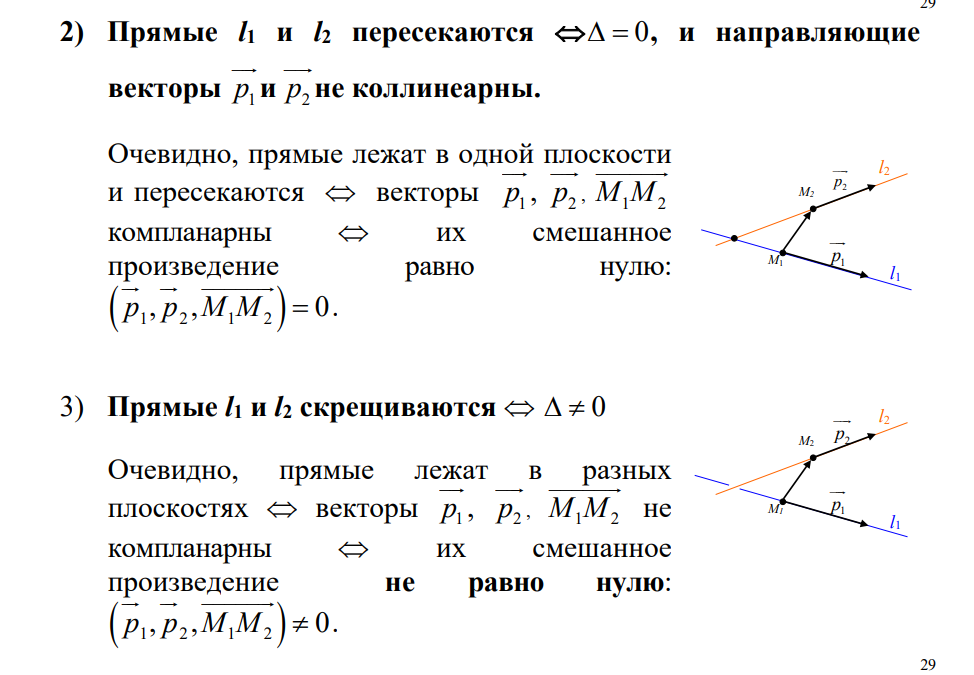 29
2) Прямые l₁ и l₂ пересекаются ⇔Δ = 0, и направляющие
векторы p₁ и p₂ не коллинеарны.
Очевидно, прямые лежат в одной плоскости
и пересекаются ⇔ векторы p₁, p₂, M₁M₂
компланарны ⇔ их смешанное
произведение равно нулю:
(p₁, p₂, M₁M₂) = 0.
l₂
p₂
M₂
M₁
p₁
l₁
3) Прямые l₁ и l₂ скрещиваются ⇔ Δ ≠ 0
Очевидно, прямые лежат в разных
плоскостях ⇔ векторы p₁, p₂, M₁M₂ не
компланарны ⇔ их смешанное
произведение не равно нулю:
(p₁, p₂, M₁M₂) ≠ 0.
l₂
p₂
M₂
M₁
p₁
l₁
29